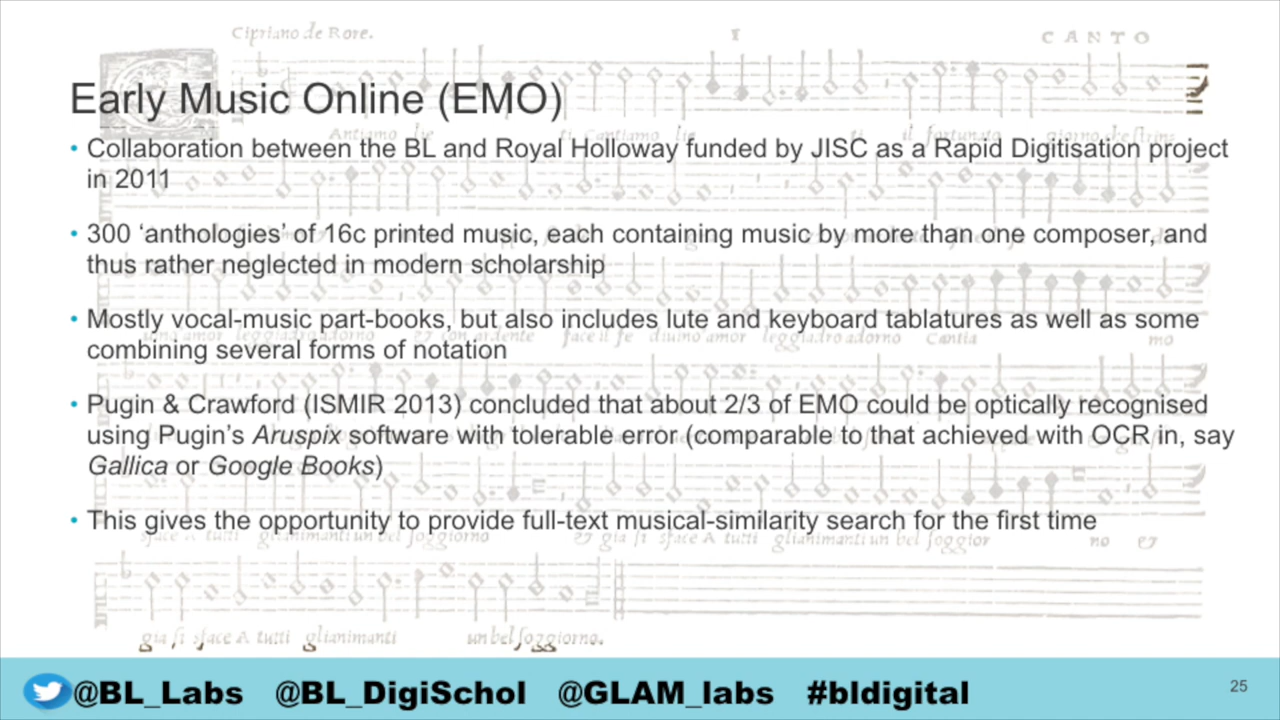 Cipriano de Rore.
I
CANTO
Early Music Online (EMO)
• Collaboration between the BL and Royal Holloway funded by JISC as a Rapid Digitisation project
in 2011
• 300 ‘anthologies’ of 16c printed music, each containing music by more than one composer, and
thus rather neglected in modern scholarship
• Mostly vocal-music part-books, but also includes lute and keyboard tablatures as well as some
combining several forms of notation
• Pugin & Crawford (ISMIR 2013) concluded that about 2/3 of EMO could be optically recognised
using Pugin’s Aruspix software with tolerable error (comparable to that achieved with OCR in, say
Gallica or Google Books)
• This gives the opportunity to provide full-text musical-similarity search for the first time
gia si sface A tutti glianimanti un bel soggiorno.
@BL_Labs @BL_DigiSchol @GLAM_labs #bldigital
25